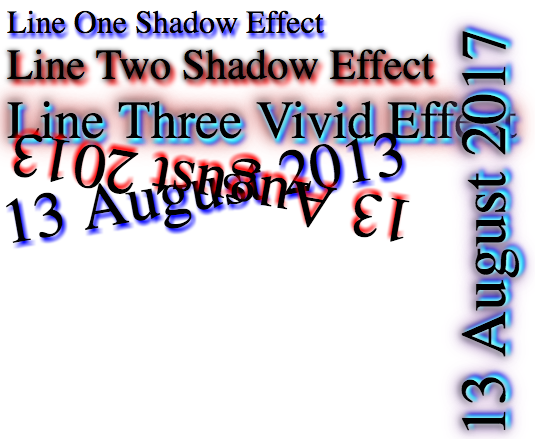 Line One Shadow Effect
Line Two Shadow Effect
Line Three Vivid Effect
13 August 2013
13 August 2013
13 August 2017